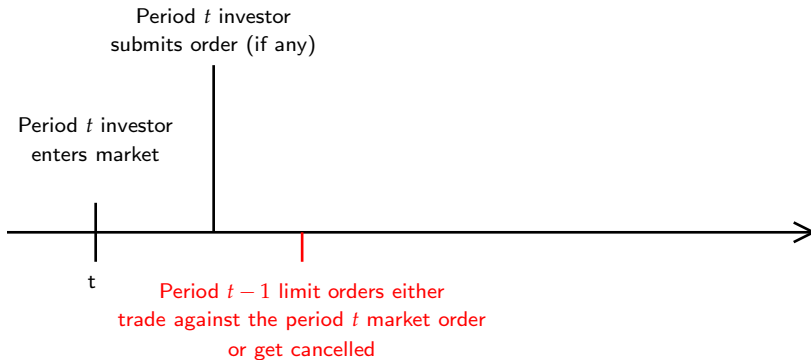 Period t investor
submits order (if any)
Period t investor
enters market
t
Period t − 1 limit orders either
trade against the period t market order
or get cancelled